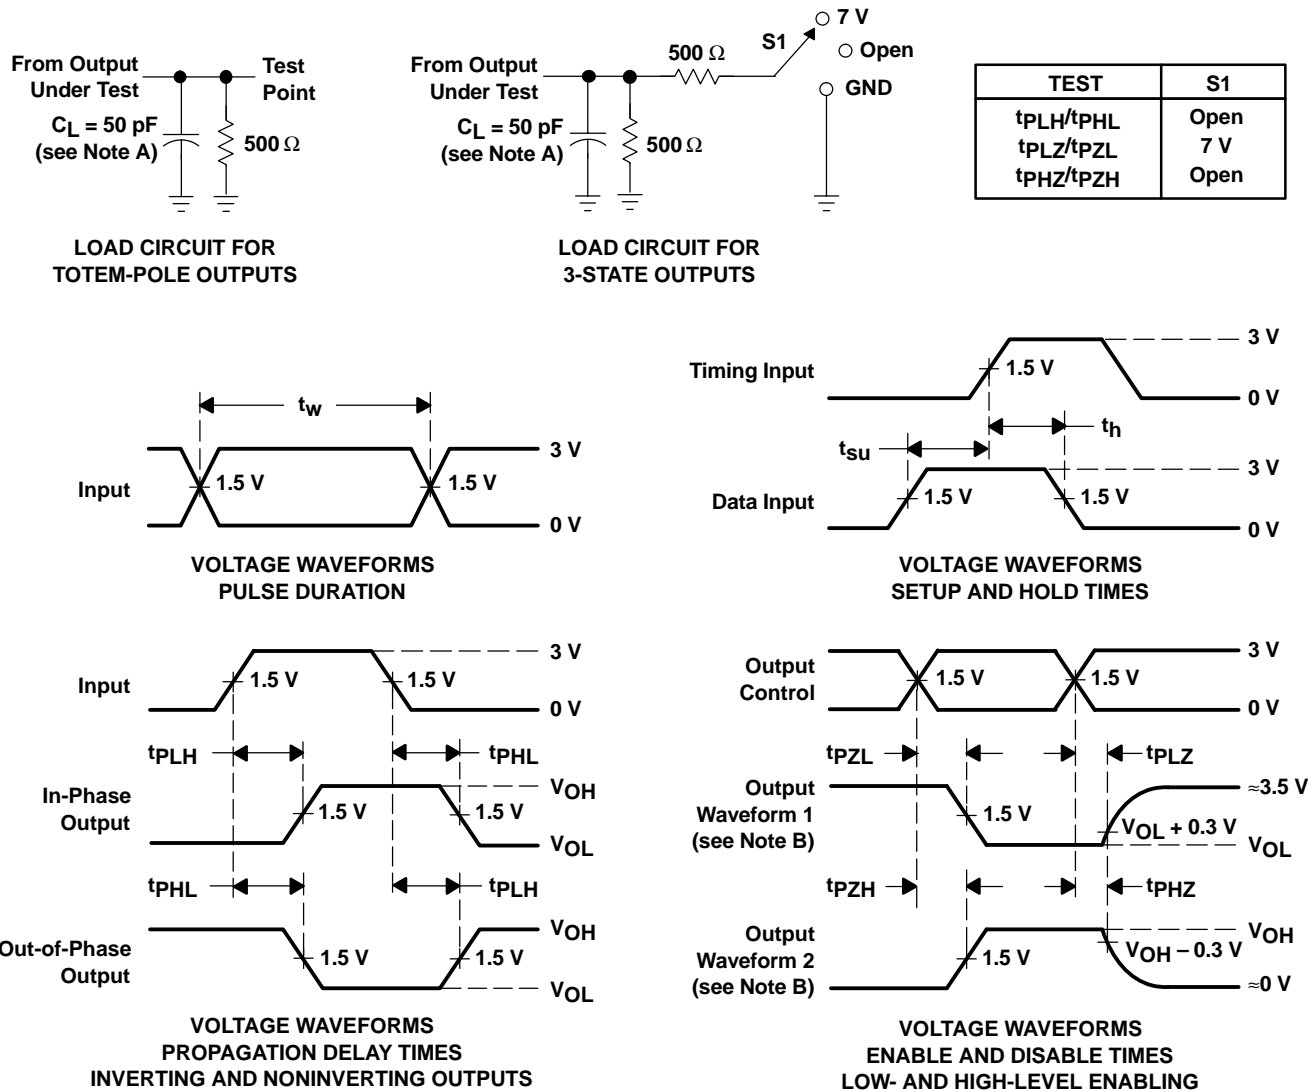 From Output
Under Test
Test
Point
CL = 50 pF
(see Note A)
500 Ω
LOAD CIRCUIT FOR
TOTEM-POLE OUTPUTS
From Output
Under Test
CL = 50 pF
(see Note A)
500 Ω
500 Ω
S1
7 V
Open
GND
LOAD CIRCUIT FOR
3-STATE OUTPUTS
TEST S1
tPLH/tPHL Open
tPLZ/tPZL 7 V
tPHZ/tPZH Open
tw
Input
1.5 V
1.5 V
3 V
0 V
VOLTAGE WAVEFORMS
PULSE DURATION
Timing Input
1.5 V
3 V
0 V
tsu
th
Data Input
1.5 V
1.5 V
3 V
0 V
VOLTAGE WAVEFORMS
SETUP AND HOLD TIMES
Input
1.5 V
1.5 V
3 V
0 V
tPLH
tPHL
In-Phase
Output
1.5 V
1.5 V
VOH
VOL
tPHL
tPLH
Out-of-Phase
Output
1.5 V
1.5 V
VOH
VOL
VOLTAGE WAVEFORMS
PROPAGATION DELAY TIMES
INVERTING AND NONINVERTING OUTPUTS
Output
Control
1.5 V
1.5 V
3 V
0 V
tPZL
tPLZ
Output
Waveform 1
(see Note B)
1.5 V
VOL + 0.3 V
≈3.5 V
VOL
tPZH
tPHZ
Output
Waveform 2
(see Note B)
1.5 V
VOH – 0.3 V
VOH
≈0 V
VOLTAGE WAVEFORMS
ENABLE AND DISABLE TIMES
LOW- AND HIGH-LEVEL ENABLING